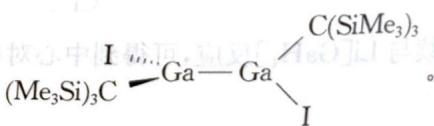 C(SiMe₃)₃
I Ga—Ga
(Me₃Si)₃C
I
。